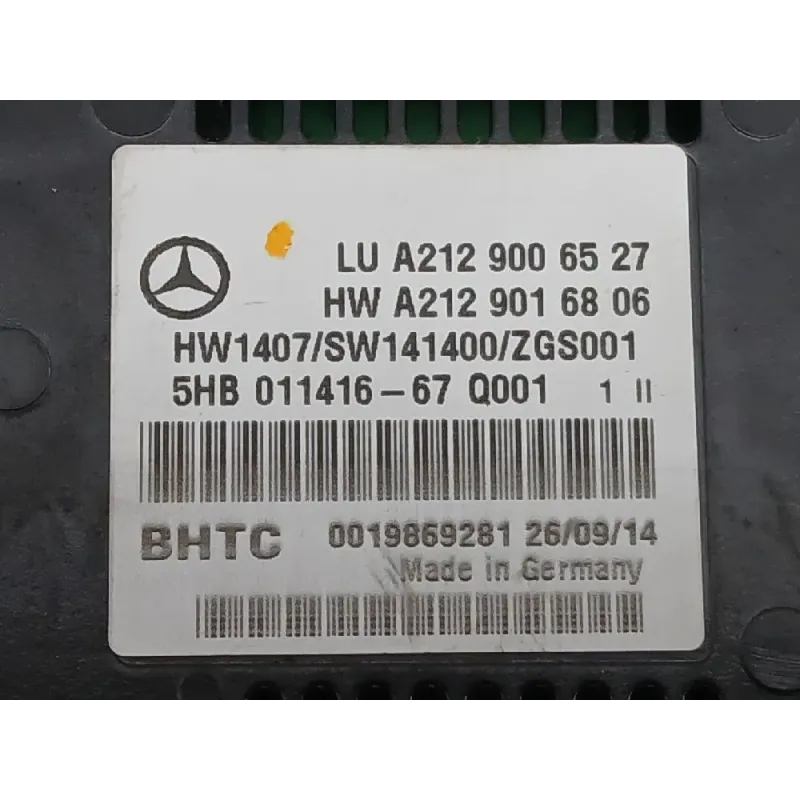 LU A212 900 65 27
HW A212 901 68 06
HW1407/SW141400/ZGS001
5HB 011416-67 Q001 1 II
BHTC 0019869281 26/09/14
Made in Germany